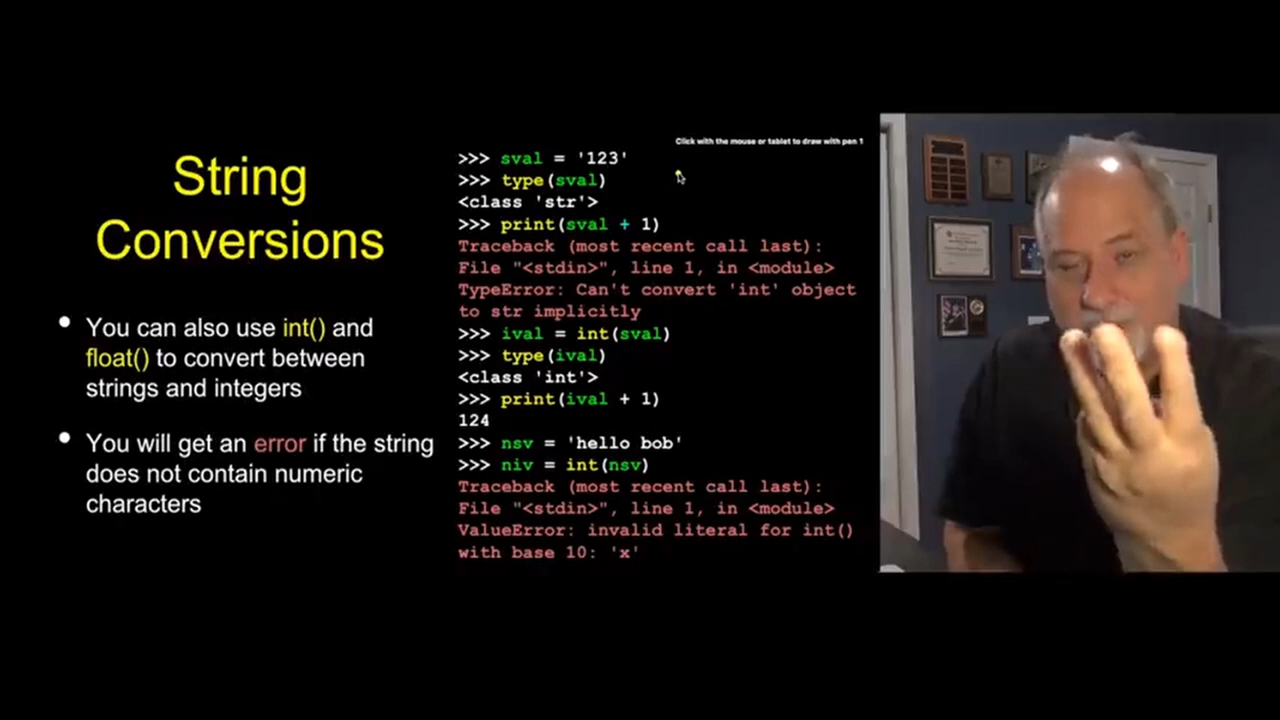 String
Conversions
• You can also use int() and
float() to convert between
strings and integers
• You will get an error if the string
does not contain numeric
characters
Click with the mouse or tablet to draw with pen 1
>>> sval = '123'
>>> type(sval)
<class 'str'>
>>> print(sval + 1)
Traceback (most recent call last):
File "<stdin>", line 1, in <module>
TypeError: Can't convert 'int' object
to str implicitly
>>> ival = int(sval)
>>> type(ival)
<class 'int'>
>>> print(ival + 1)
124
>>> nsv = 'hello bob'
>>> niv = int(nsv)
Traceback (most recent call last):
File "<stdin>", line 1, in <module>
ValueError: invalid literal for int()
with base 10: 'x'